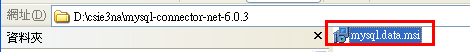 網址(D) D:\csie3na\mysql-connector-net-6.0.3
資料夾
mysql.data.msi